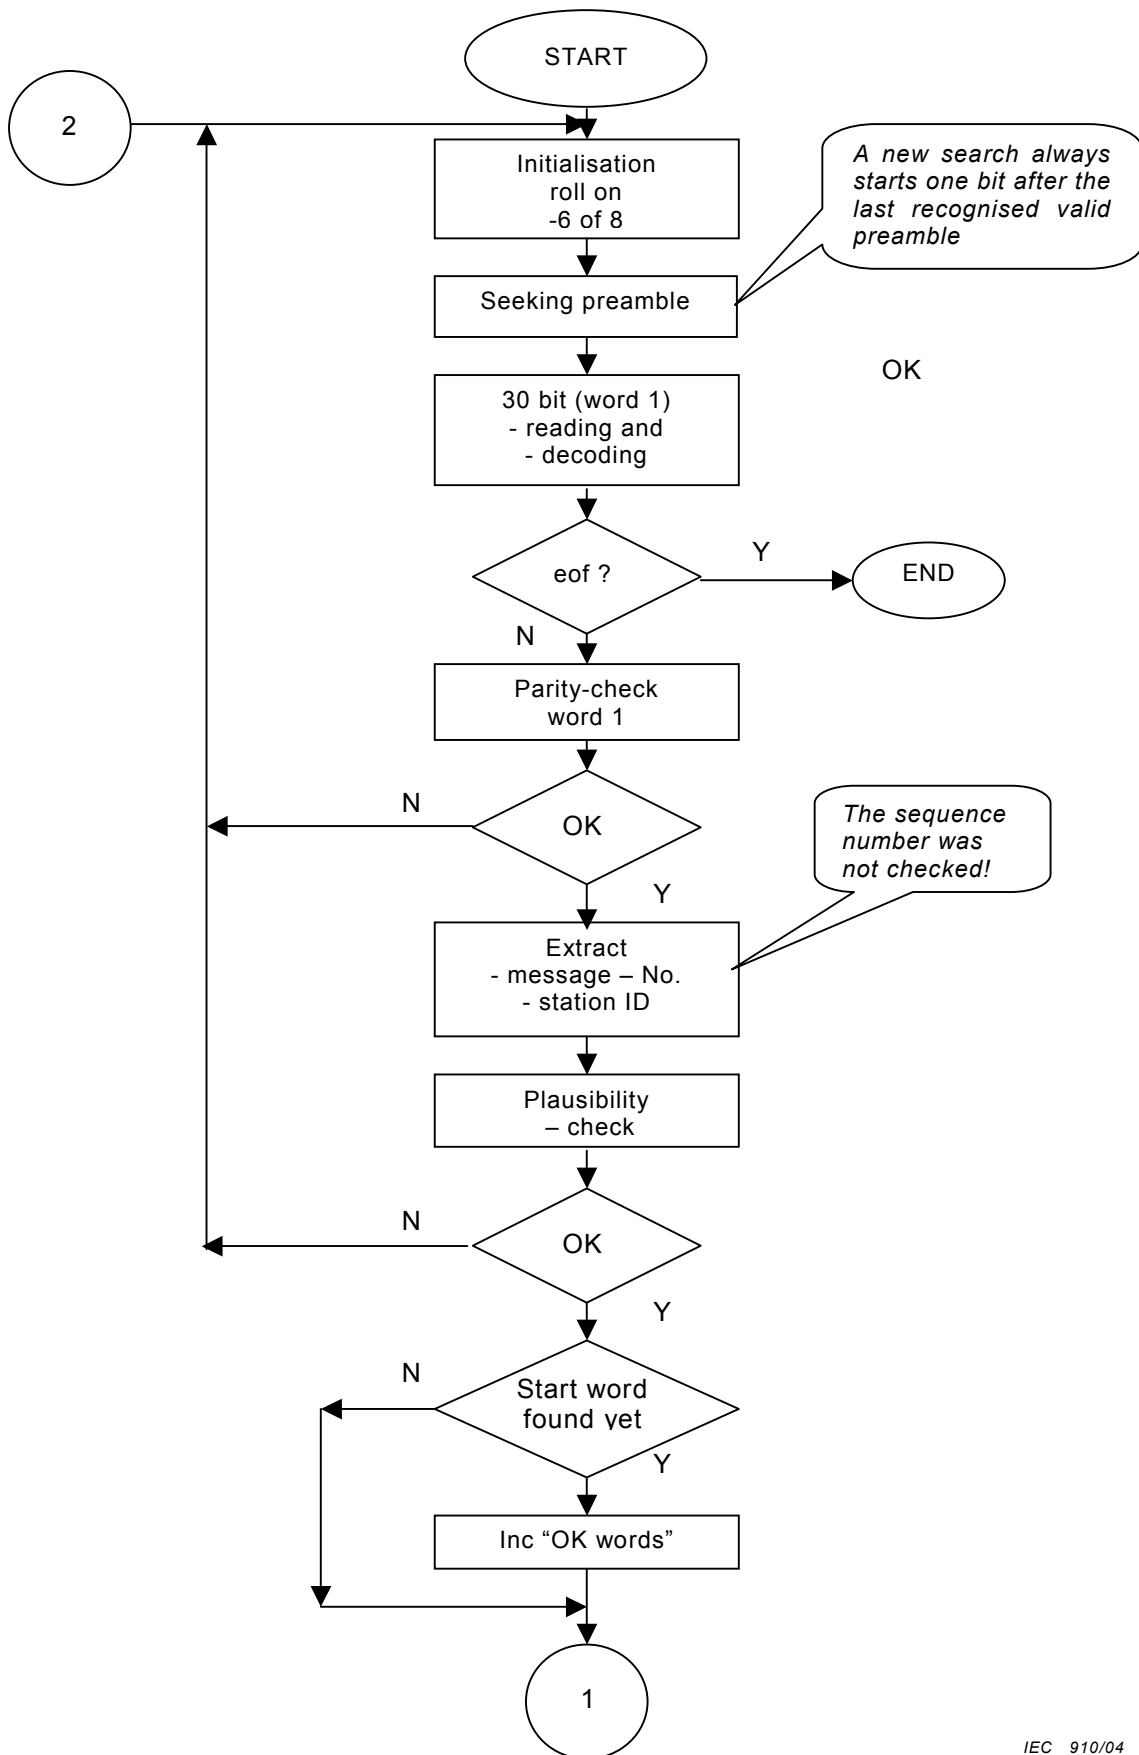 START
2
Initialisation
roll on
-6 of 8
A new search always
starts one bit after the
last recognised valid
preamble
Seeking preamble
OK
30 bit (word 1)
- reading and
- decoding
eof ?
Y
END
N
Parity-check
word 1
N
OK
Y
The sequence
number was
not checked!
Extract
- message – No.
- station ID
Plausibility
– check
N
OK
Y
N
Start word
found yet
Y
Inc “OK words”
1
IEC 910/04